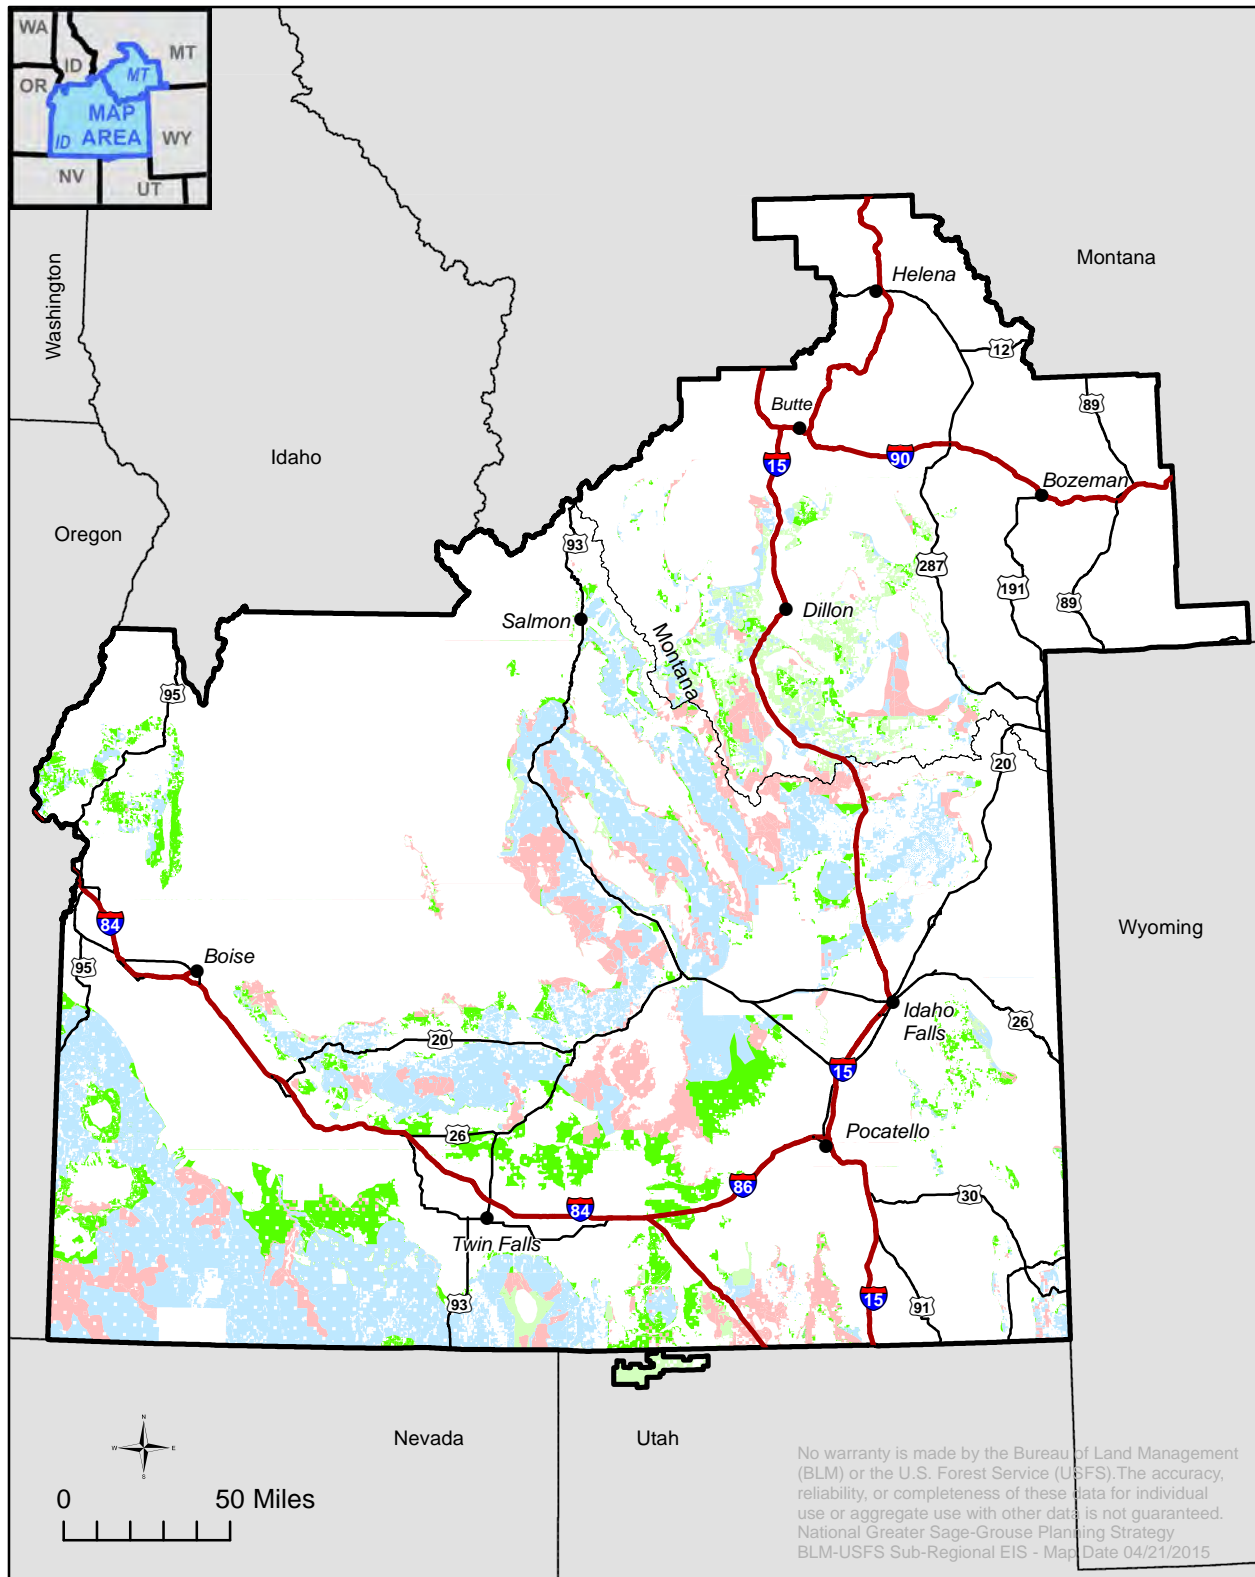 WA
MT
ID
MT
OR
MAP
AREA
ID
WY
NV
UT
Washington
Montana
Helena
12
Butte
89
Idaho
15
90
Bozeman
Oregon
93
287
191
89
Salmon
Dillon
Montana
95
20
84
Wyoming
Boise
95
Idaho
Falls
26
20
15
26
Pocatello
86
30
84
Twin Falls
93
15
91
N
W
E
S
Nevada
Utah
0
50 Miles
No warranty is made by the Bureau of Land Management
(BLM) or the U.S. Forest Service (USFS).The accuracy,
reliability, or completeness of these data for individual
use or aggregate use with other data is not guaranteed.
National Greater Sage-Grouse Planning Strategy
BLM-USFS Sub-Regional EIS - Map Date 04/21/2015